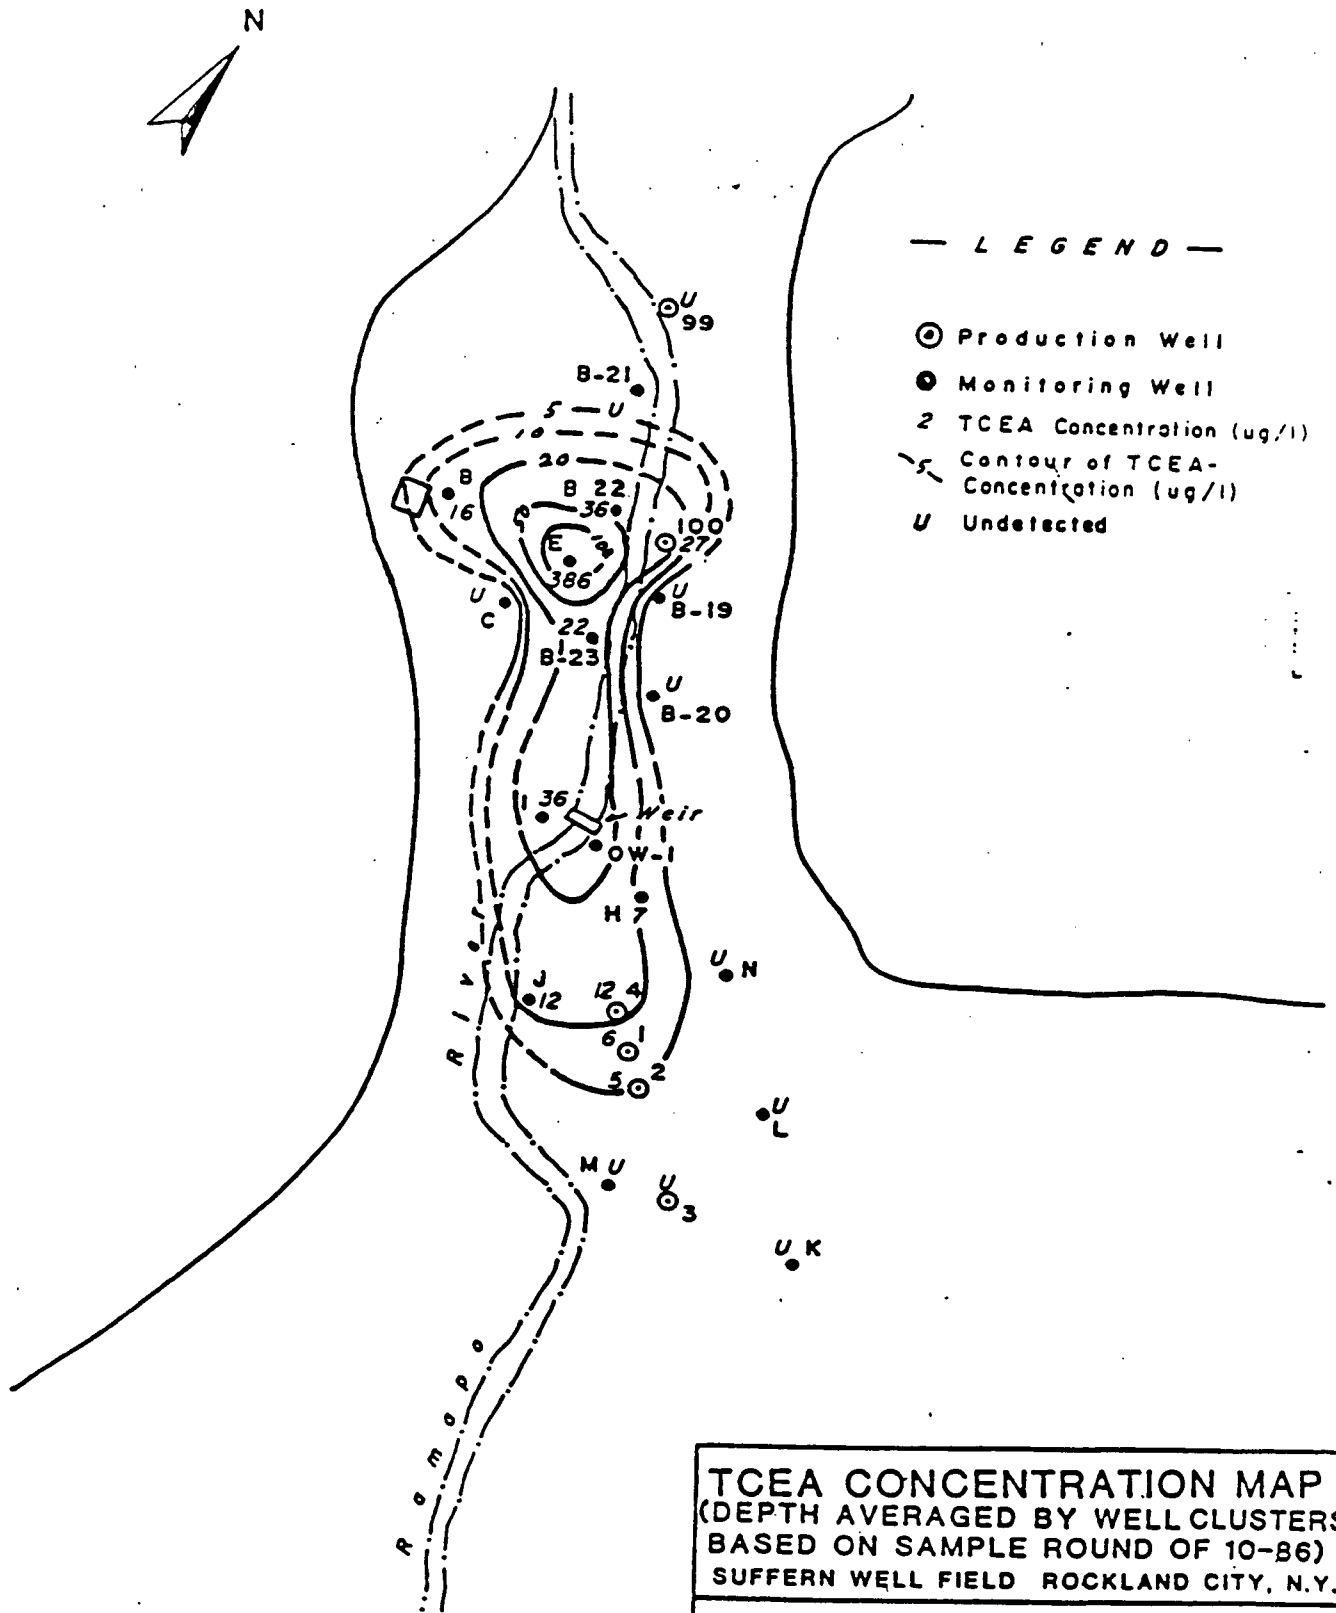 N
— LEGEND —
Production Well
Monitoring Well
2 TCEA Concentration (ug/l)
5 Contour of TCEA-
Concentration (ug/l)
U Undetected
U
99
B-21
5 — U
10
20
B
16
B 22
36
50
100
E
386
100
27
U
C
U
B-19
22
B-23
U
B-20
I 36
Weir
OW-1
H 7
U N
J
12
12 4
6 1
5 2
U
L
M U
U
3
U K
Ramapo River
TCEA CONCENTRATION MAP
(DEPTH AVERAGED BY WELL CLUSTERS
BASED ON SAMPLE ROUND OF 10-86)
SUFFERN WELL FIELD ROCKLAND CITY, N.Y.